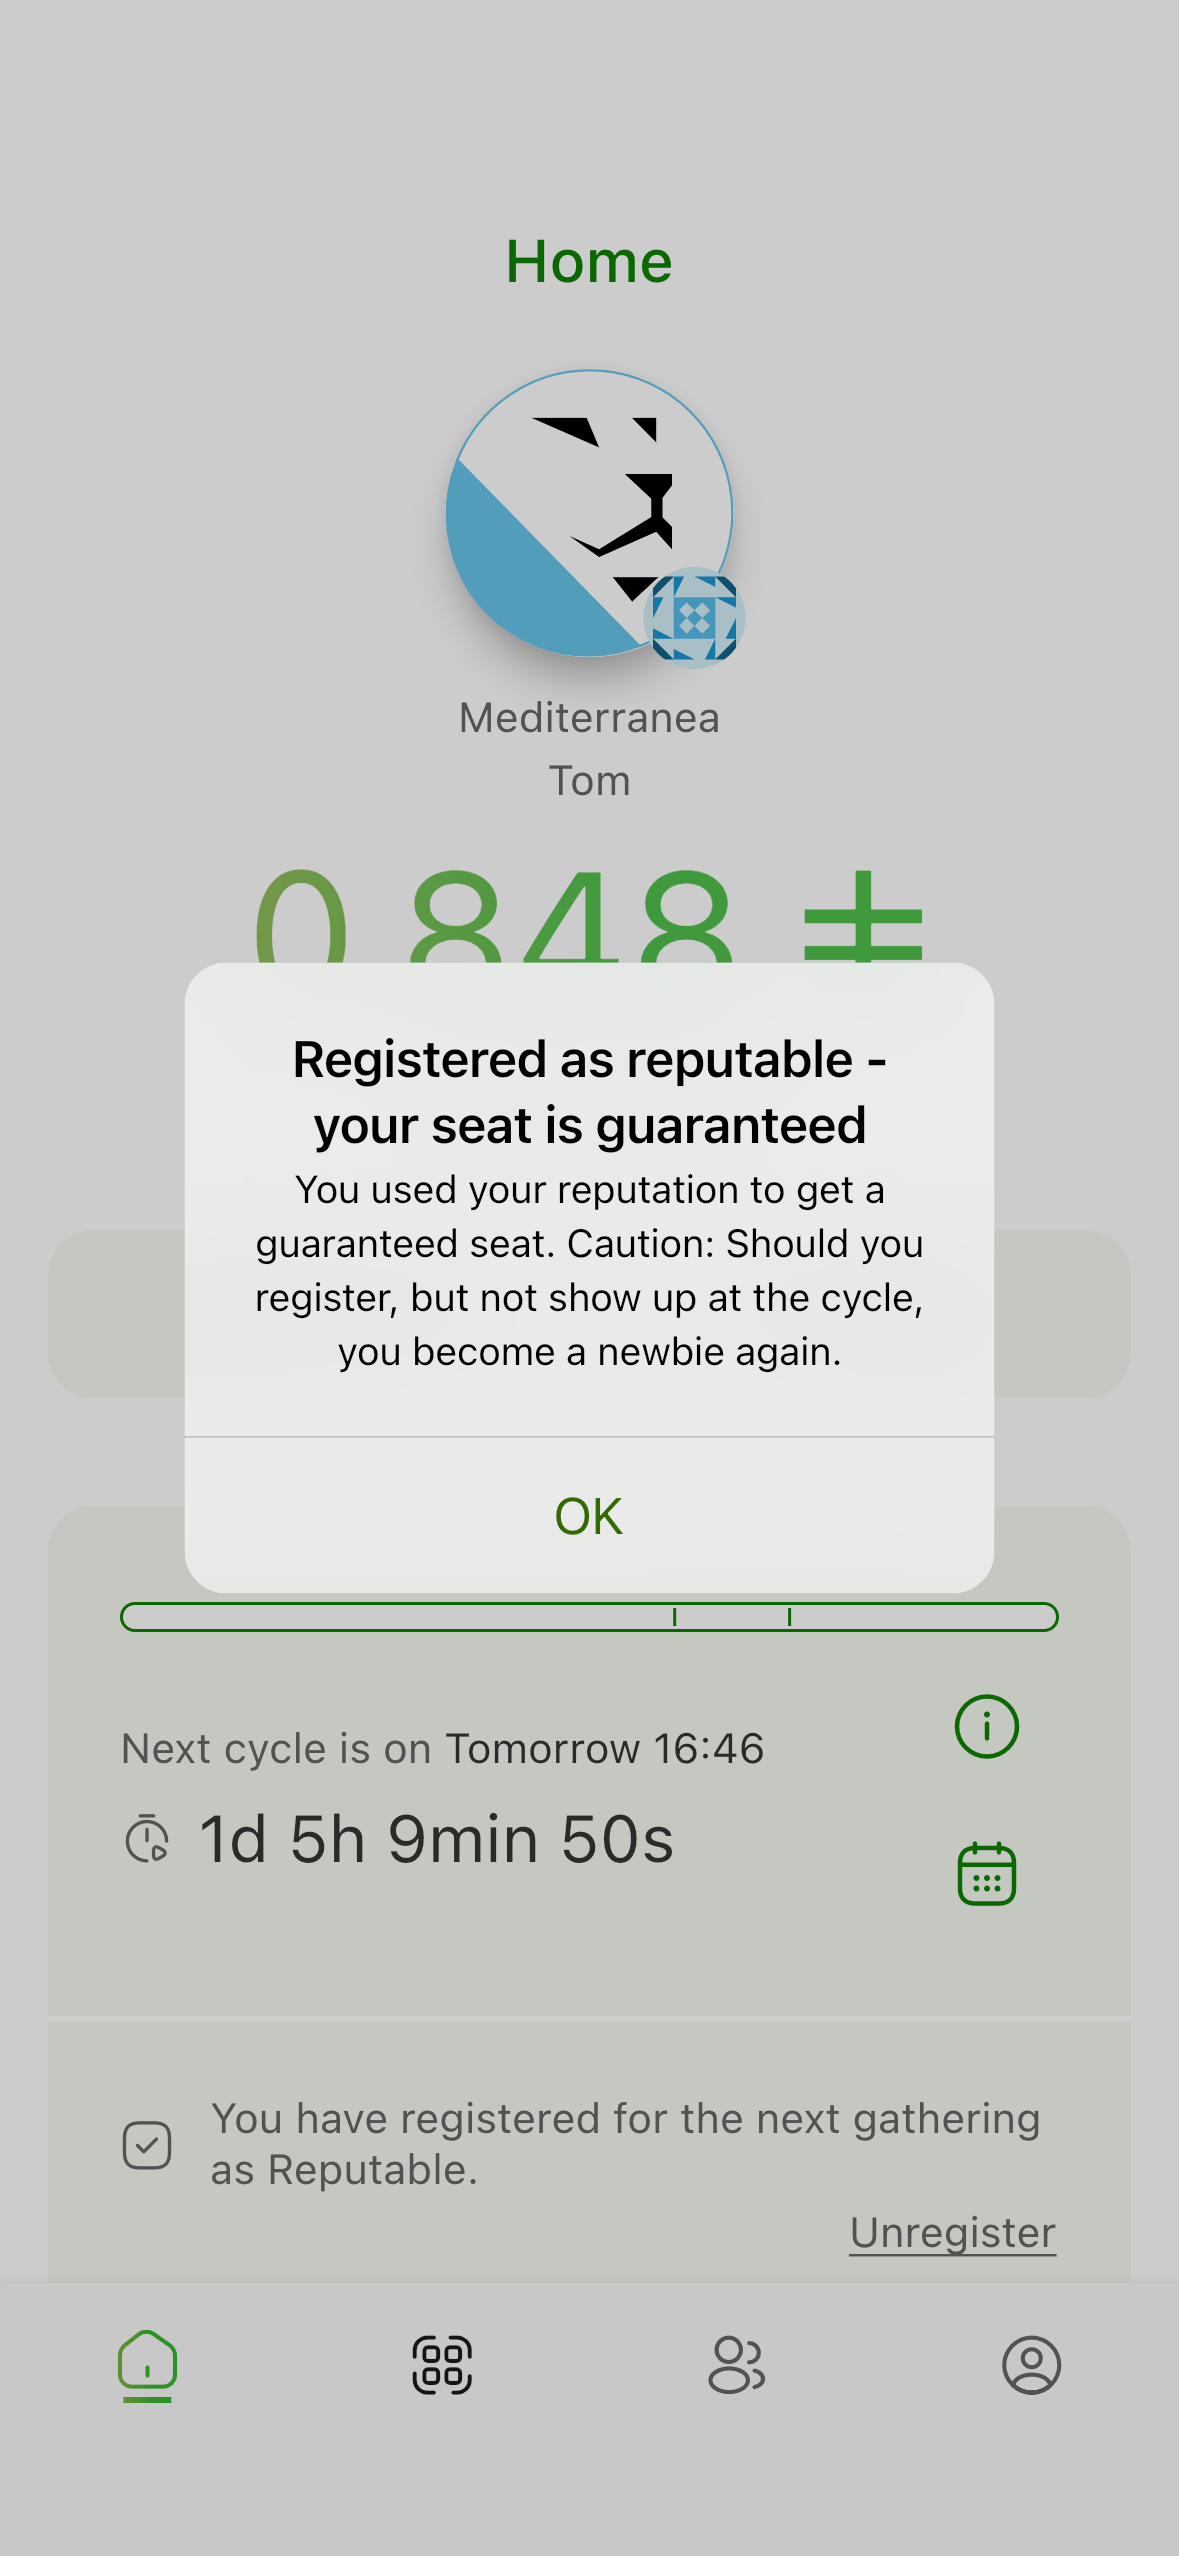 Home
Mediterranea
Tom
0.848 ␩
Registered as reputable -
your seat is guaranteed
You used your reputation to get a
guaranteed seat. Caution: Should you
register, but not show up at the cycle,
you become a newbie again.
OK
Next cycle is on Tomorrow 16:46
1d 5h 9min 50s
You have registered for the next gathering
as Reputable.
Unregister